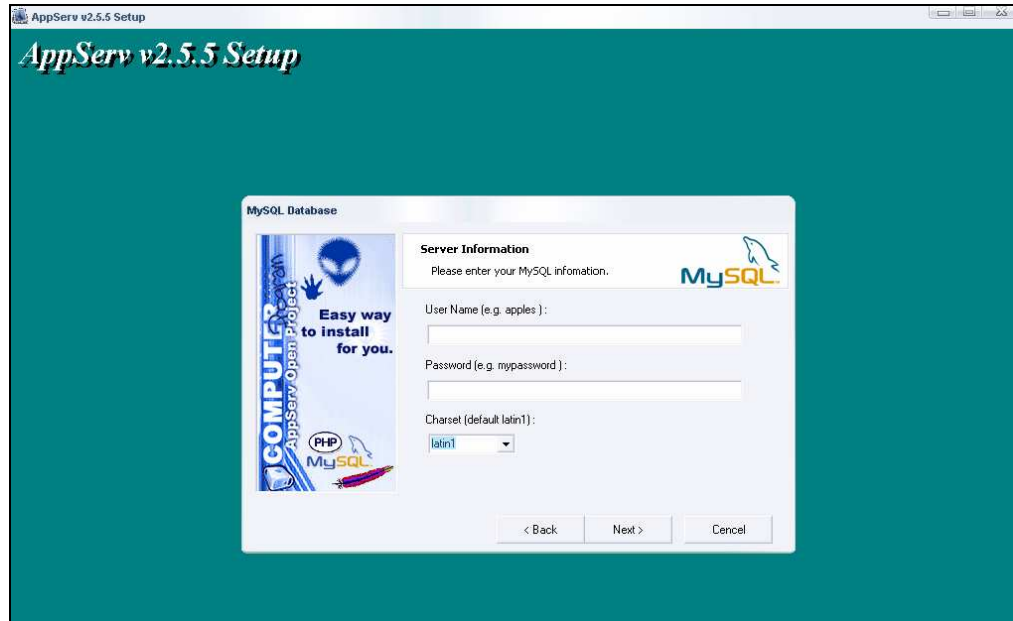 AppServ v2.5.5 Setup
AppServ v2.5.5 Setup
MySQL Database
COMPUTER Program
AppServ Open Project
Easy way
to install
for you.
PHP
MySQL
Server Information
Please enter your MySQL infomation.
MySQL.
User Name (e.g. apples ) :
Password (e.g. mypassword ) :
Charset (default latin1) :
latin1
< Back
Next >
Cencel